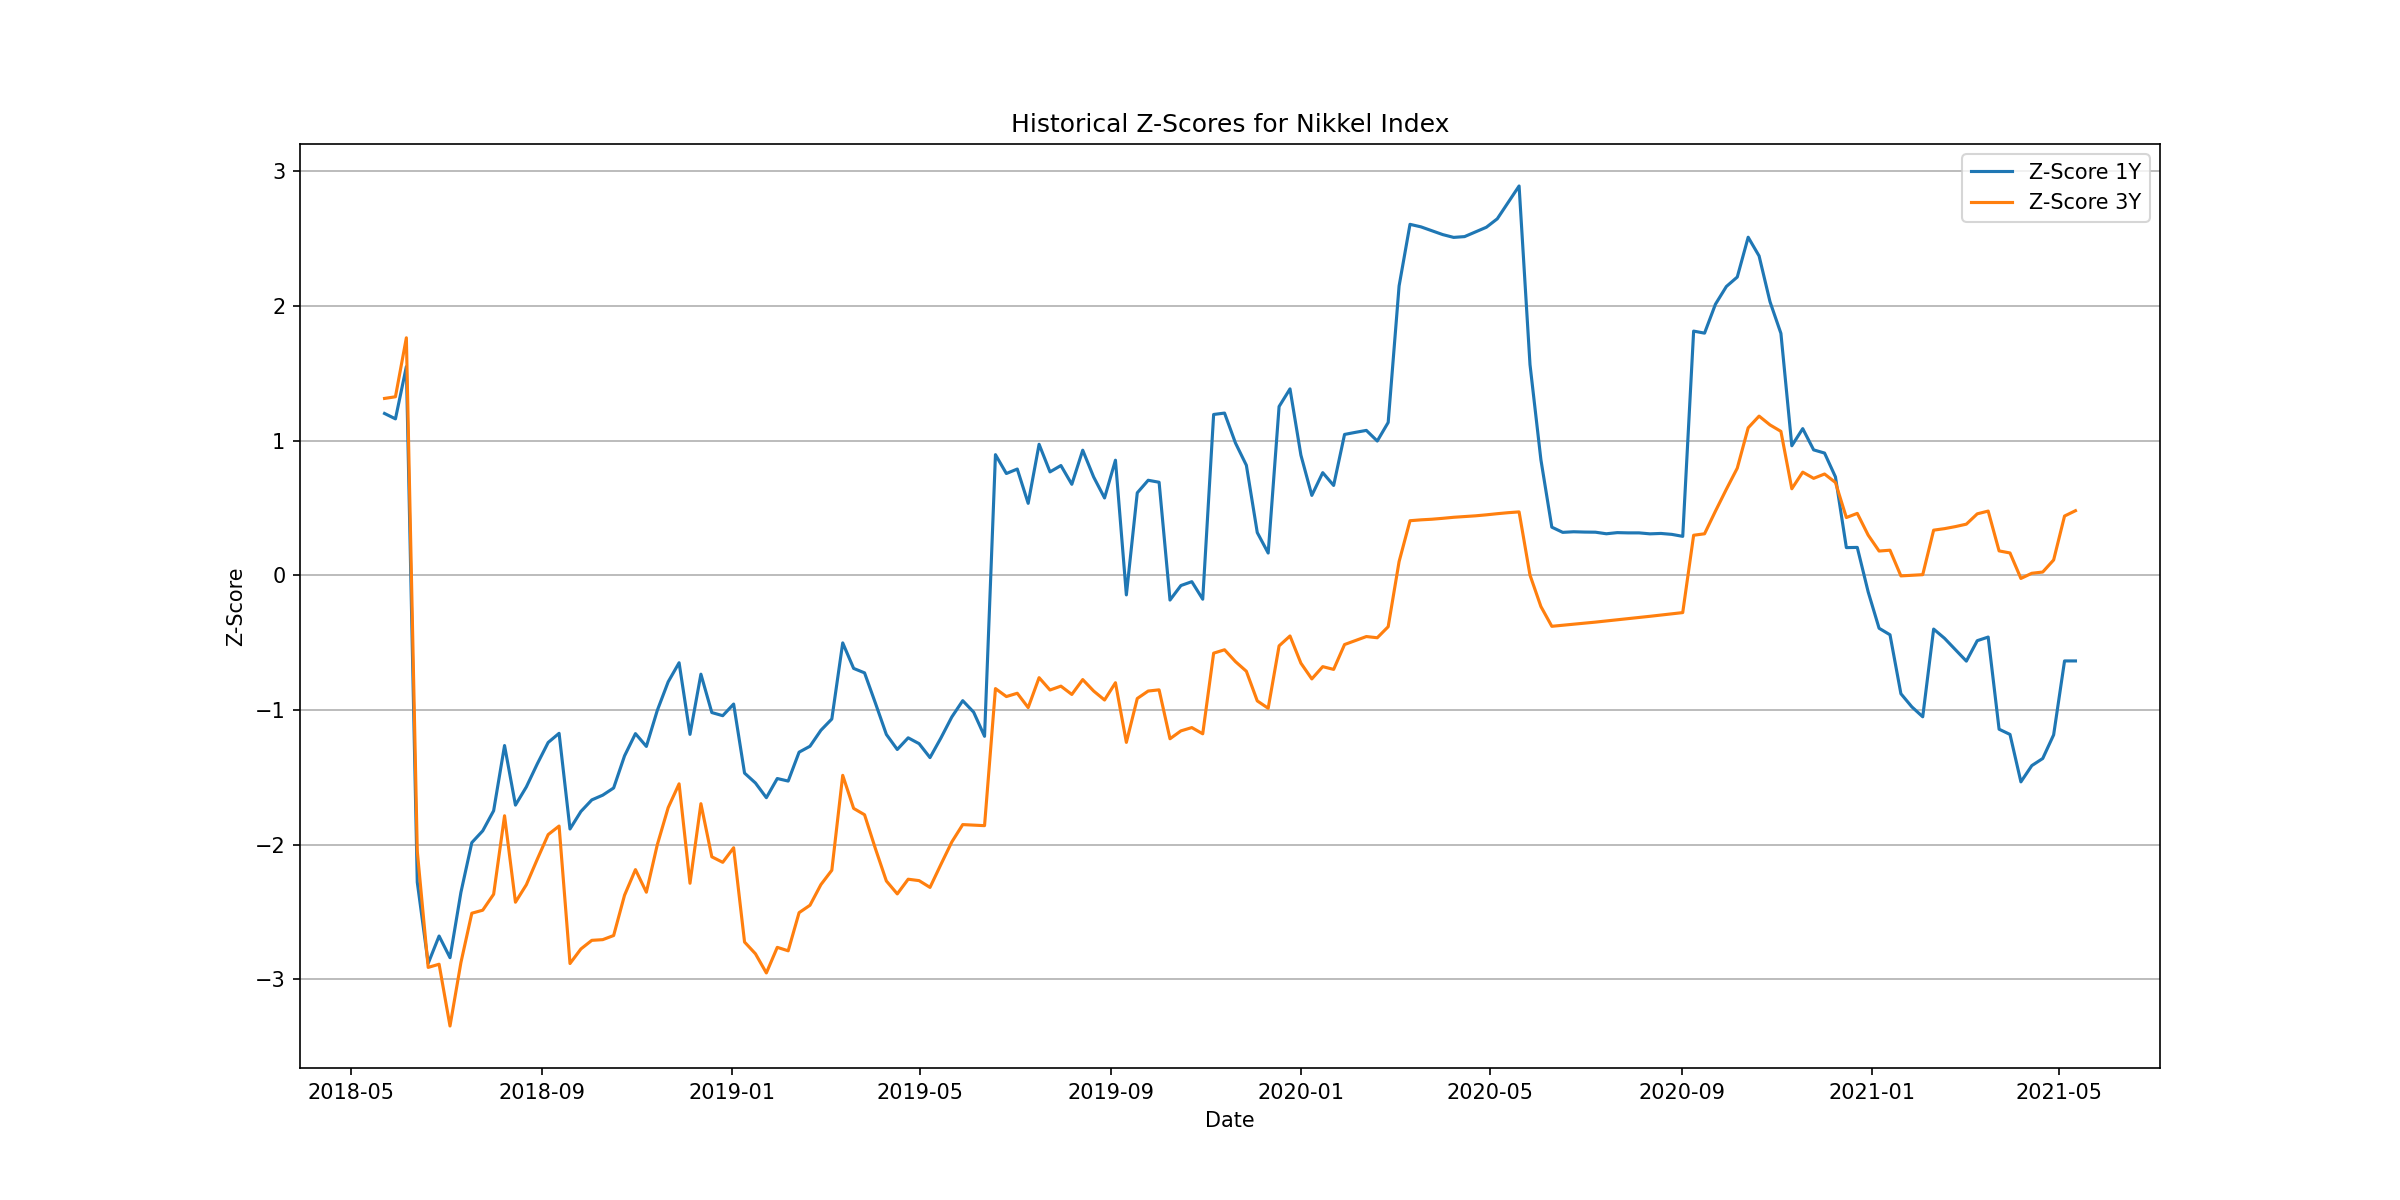 Historical Z-Scores for Nikkel Index
Z-Score 1Y
Z-Score 3Y
3
2
1
0
−1
−2
−3
Z-Score
2018-05 2018-09 2019-01 2019-05 2019-09 2020-01 2020-05 2020-09 2021-01 2021-05
Date